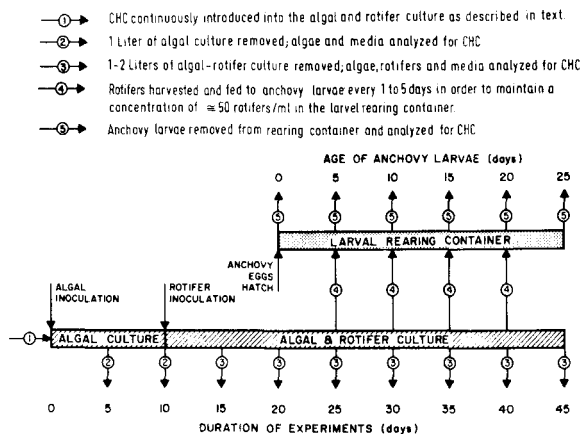 ① CHC continuously introduced into the algal and rotifer culture as described in text.
② 1 Liter of algal culture removed; algae and media analyzed for CHC
③ 1-2 Liters of algal-rotifer culture removed; algae, rotifers and media analyzed for CHC
④ Rotifers harvested and fed to anchovy larvae every 1 to 5 days in order to maintain a
concentration of ≅ 50 rotifers/ml in the larvel rearing container.
⑤ Anchovy larvae removed from rearing container and analyzed for CHC
AGE OF ANCHOVY LARVAE (days)
0 5 10 15 20 25
⑤ ⑤ ⑤ ⑤ ⑤ ⑤
LARVAL REARING CONTAINER
ANCHOVY
EGGS
HATCH
ALGAL
INOCULATION
ROTIFER
INOCULATION
④ ④ ④ ④
① ALGAL CULTURE ALGAL & ROTIFER CULTURE
② ② ③ ③ ③ ③ ③ ③ ③
0 5 10 15 20 25 30 35 40 45
DURATION OF EXPERIMENTS (days)